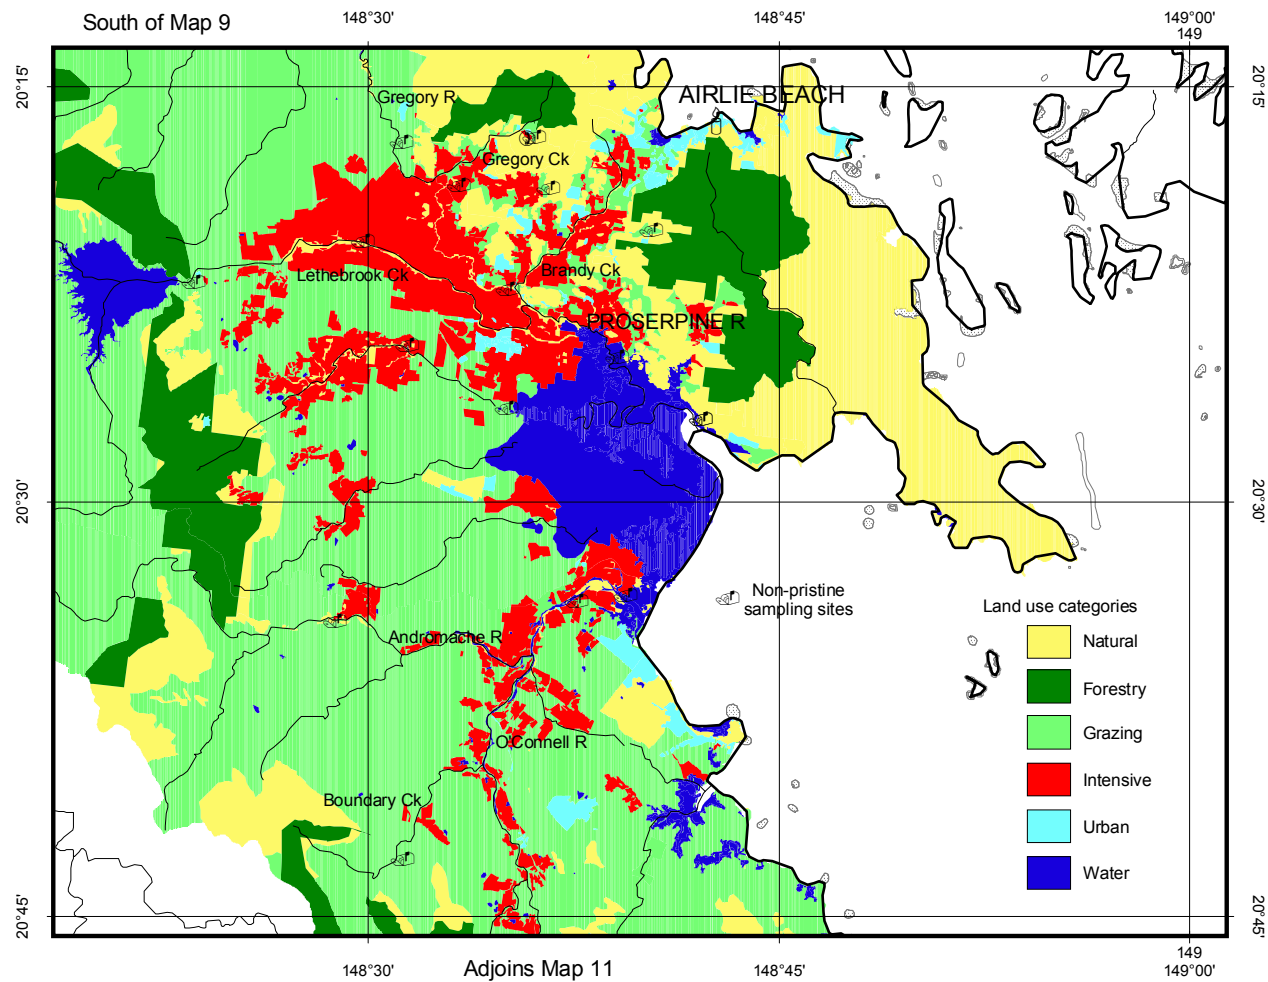 South of Map 9
148°30'
148°45'
149°00'
149
20°15'
20°15'
Gregory R
AIRLIE BEACH
Gregory Ck
Lethebrook Ck
Brandy Ck
PROSERPINE R
20°30'
20°30'
Non-pristine
sampling sites
Land use categories
Natural
Andromache R
Forestry
Grazing
O'Connell R
Intensive
Boundary Ck
Urban
Water
20°45'
20°45'
148°30'
Adjoins Map 11
148°45'
149
149°00'